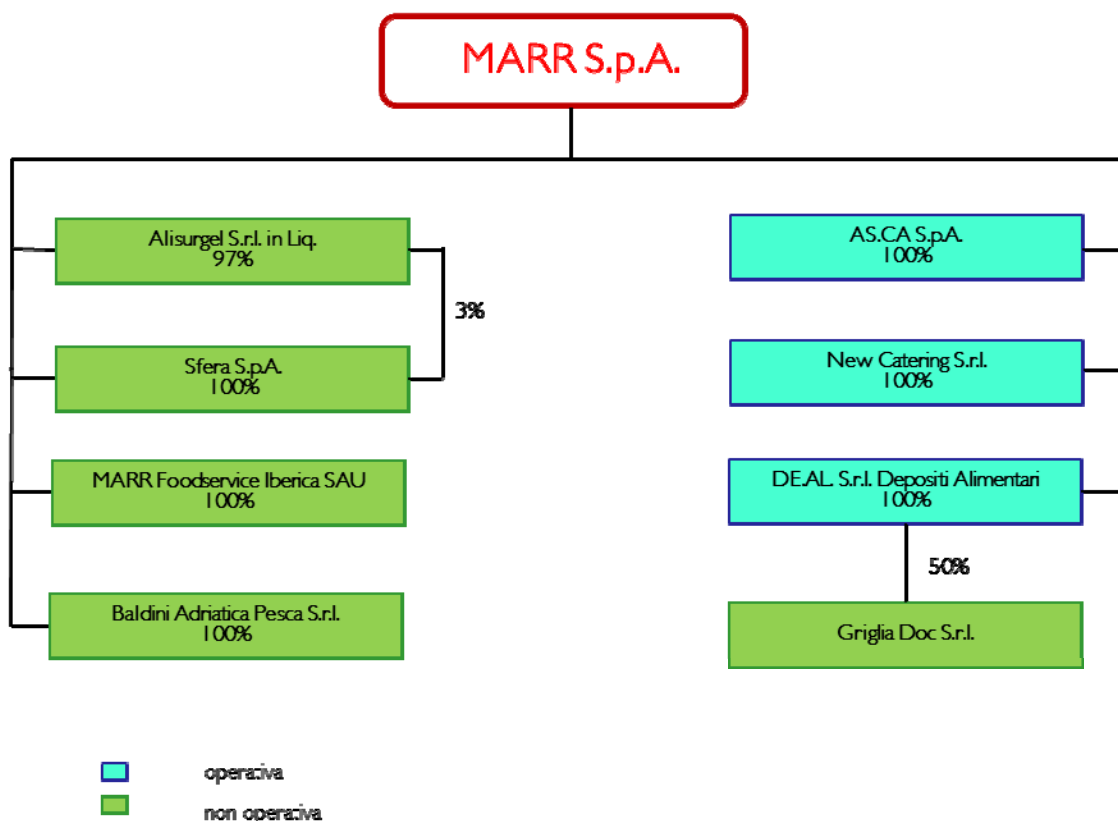 MARR S.p.A.
Alisurgel S.r.l. in Liq.
97%
3%
Sfera S.p.A.
100%
MARR Foodservice Iberica SAU
100%
Baldini Adriatica Pesca S.r.l.
100%
AS.CA S.p.A.
100%
New Catering S.r.l.
100%
DE.AL. S.r.l. Depositi Alimentari
100%
50%
Griglia Doc S.r.l.
operativa
non operativa